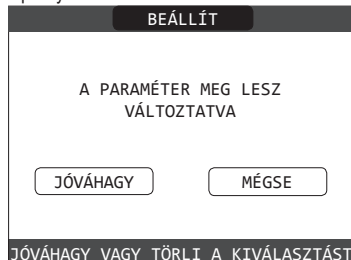 BEÁLLÍT
A PARAMÉTER MEG LESZ
VÁLTOZTATVA
JÓVÁHAGY
MÉGSE
JÓVÁHAGY VAGY TÖRLI A KIVÁLASZTÁST